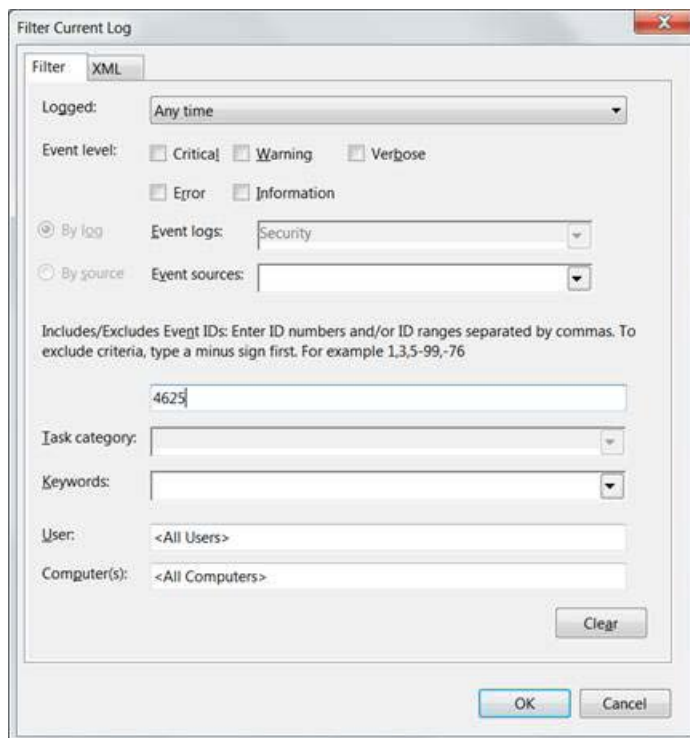 Filter Current Log
Filter XML
Logged: Any time
Event level: Critical Warning Verbose
Error Information
By log Event logs: Security
By source Event sources:
Includes/Excludes Event IDs: Enter ID numbers and/or ID ranges separated by commas. To
exclude criteria, type a minus sign first. For example 1,3,5-99,-76
4625
Task category:
Keywords:
User: <All Users>
Computer(s): <All Computers>
Clear
OK Cancel